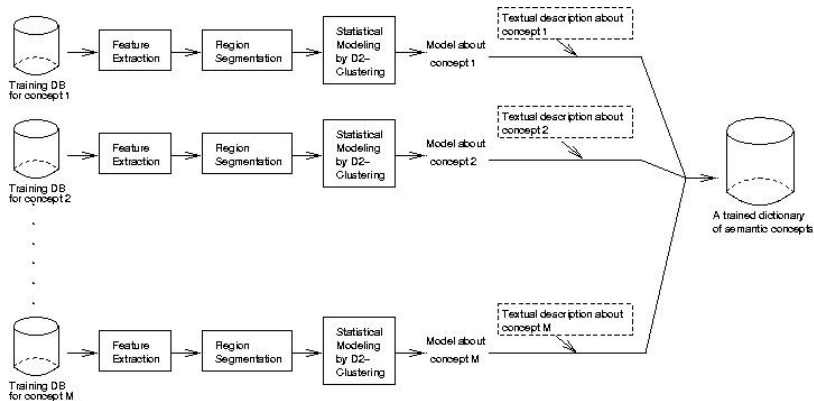 Training DB
for concept 1
Feature
Extraction
Region
Segmentation
Statistical
Modeling
by D2-
Clustering
Model about
concept 1
Textual description about
concept 1
Training DB
for concept 2
Feature
Extraction
Region
Segmentation
Statistical
Modeling
by D2-
Clustering
Model about
concept 2
Textual description about
concept 2
A trained dictionary
of semantic concepts
Training DB
for concept M
Feature
Extraction
Region
Segmentation
Statistical
Modeling
by D2-
Clustering
Model about
concept M
Textual description about
concept M